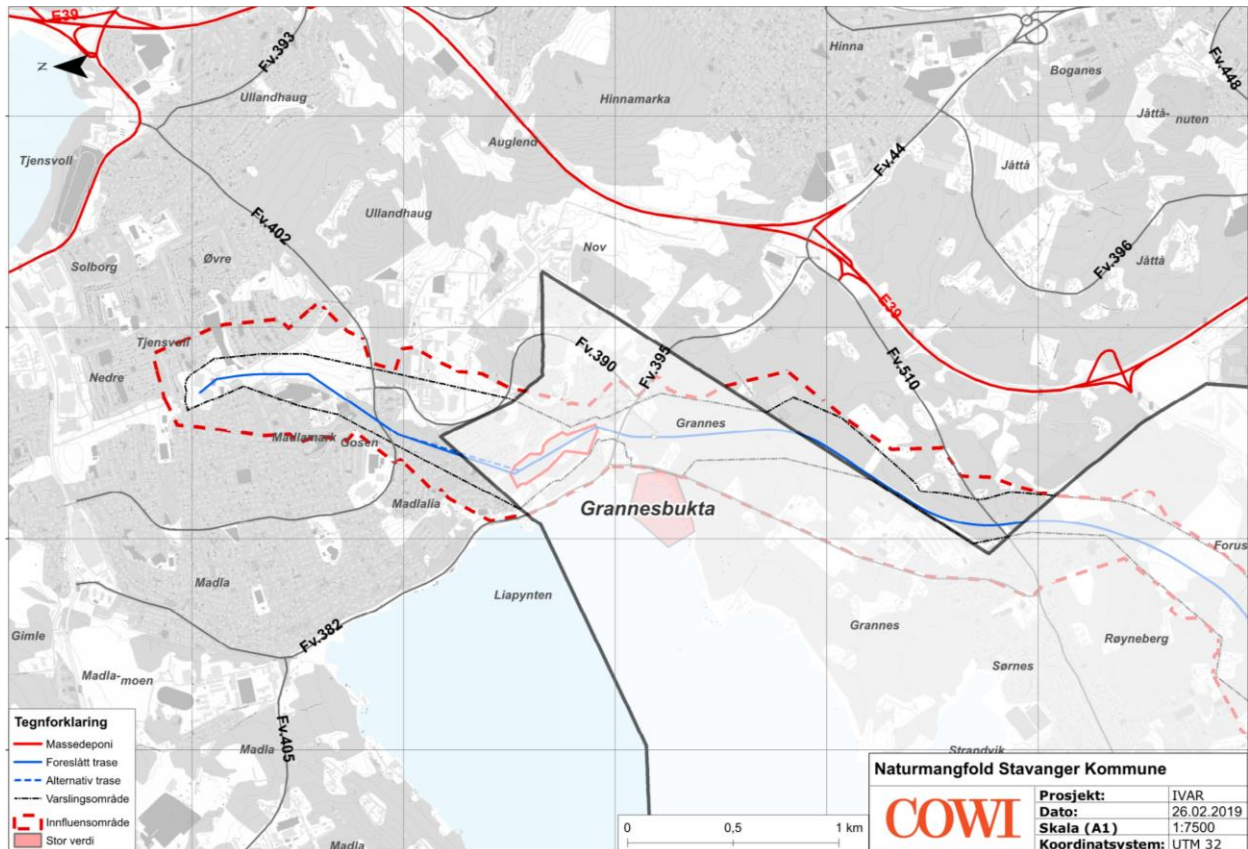 E39
Fv.393
Hinna
Fv.448
N
Ullandhaug
Boganes
Hinnamarka
Jåttå-
nuten
Tjensvoll
Auglend
Fv.44
Jåttå
Ullandhaug
Fv.402
Solborg
Øvre
Nov
Fv.396
Jåttå
E39
Tjensvoll
Nedre
Fv.390
Fv.395
Fv.510
Grannes
Madlamark
Gosen
Madlalia
Grannesbukta
Forus
Madla
Liapynten
Gimle
Fv.382
Grannes
Røyneberg
Sørnes
Madla-
moen
Fv.405
Madla
Strandvik
Madla
Tegnforklaring
Massedeponi
Foreslått trase
Alternativ trase
Varslingsområde
Innfluensområde
Stor verdi
0 0,5 1 km
Naturmangfold Stavanger Kommune
COWI
Prosjekt: IVAR
Dato: 26.02.2019
Skala (A1) 1:7500
Koordinatsystem: UTM 32